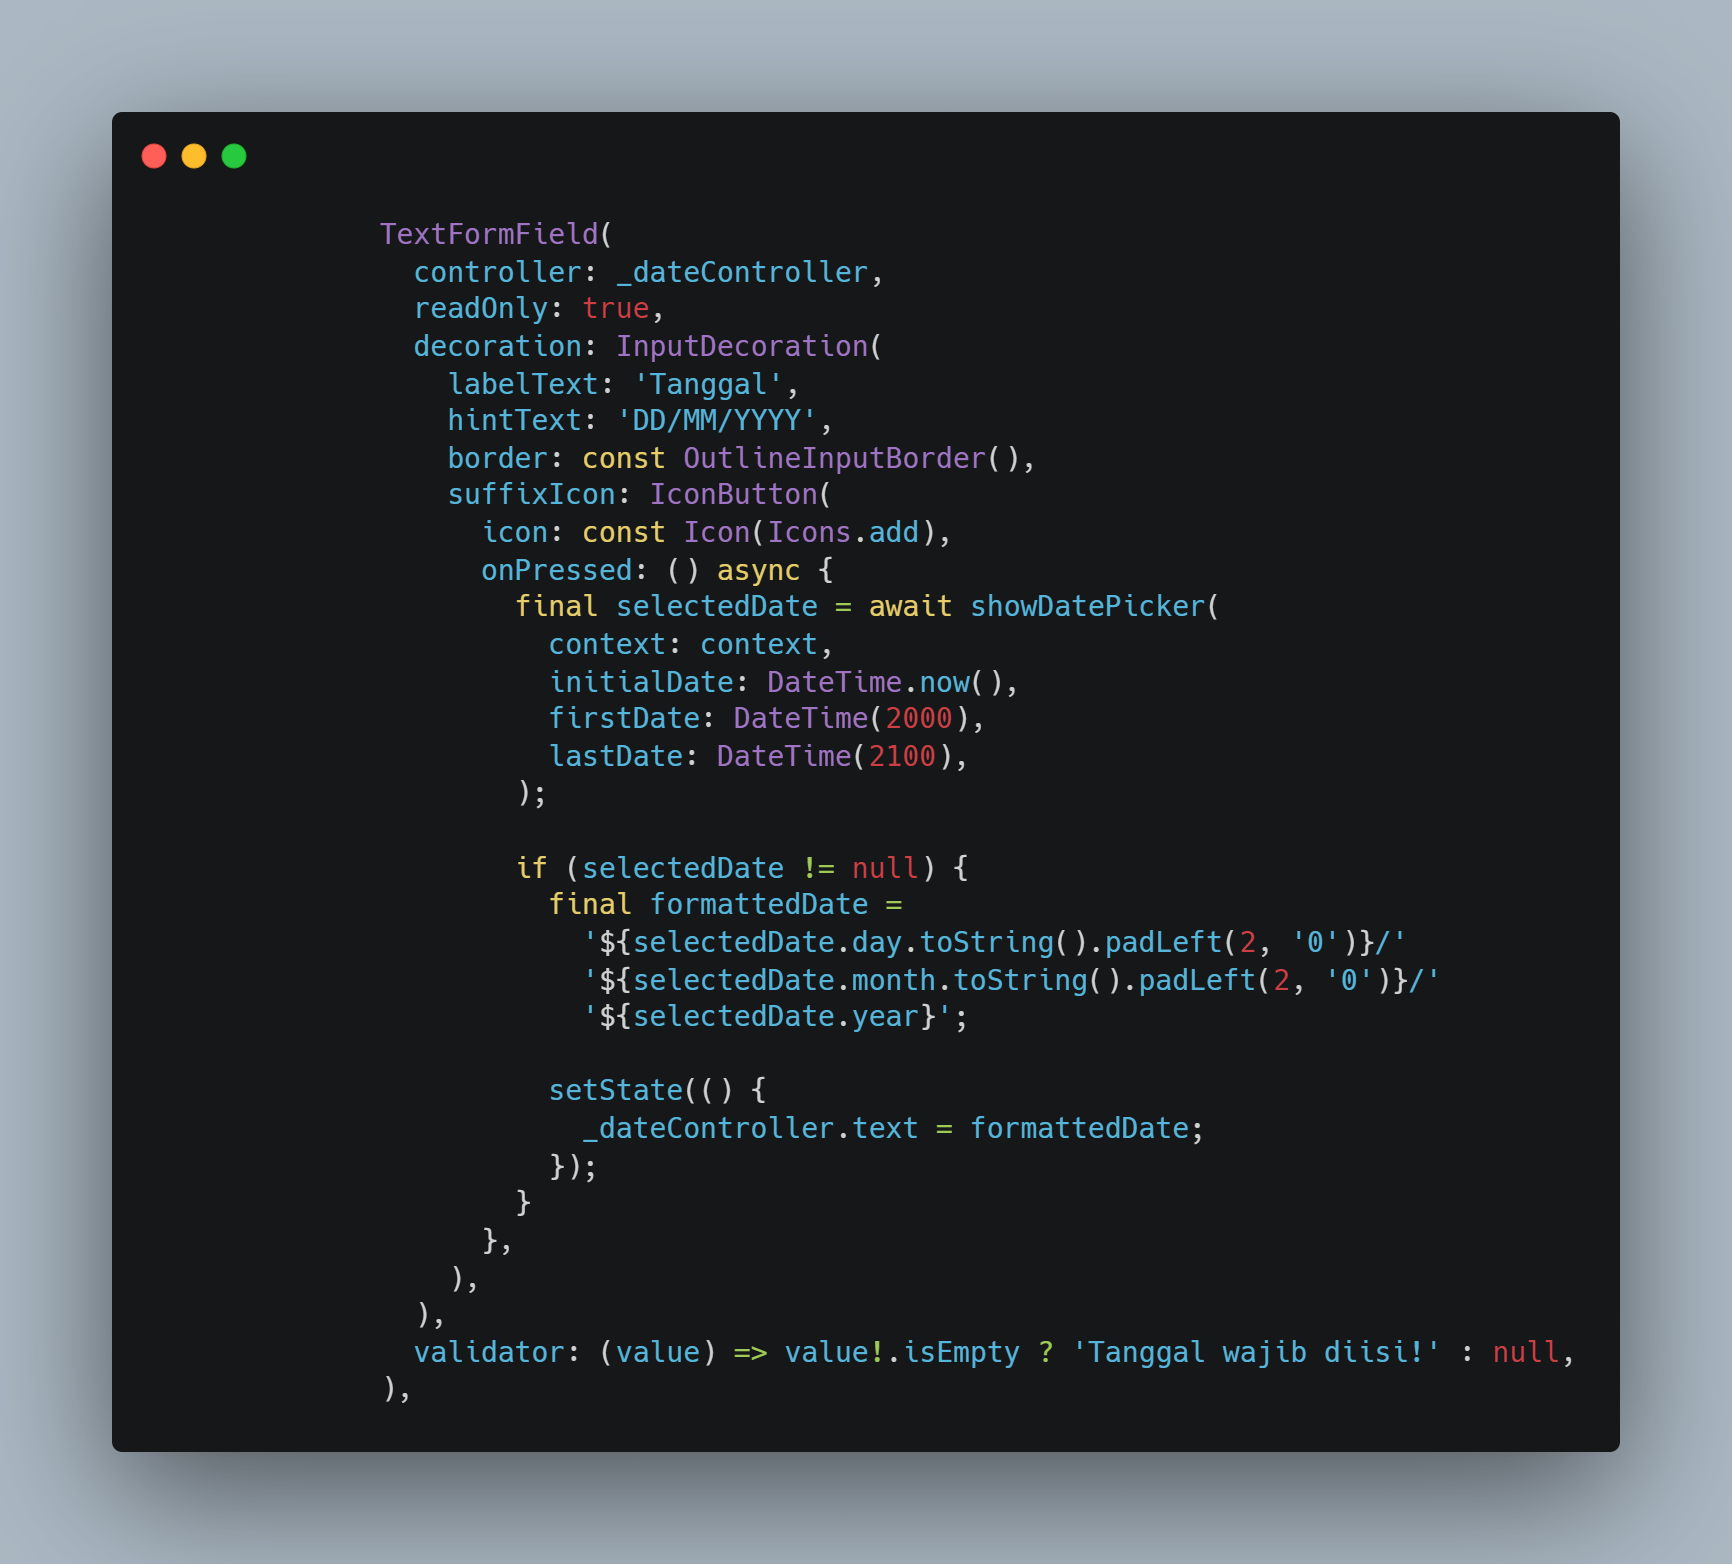 TextFormField(
  controller: _dateController,
  readOnly: true,
  decoration: InputDecoration(
    labelText: 'Tanggal',
    hintText: 'DD/MM/YYYY',
    border: const OutlineInputBorder(),
    suffixIcon: IconButton(
      icon: const Icon(Icons.add),
      onPressed: () async {
        final selectedDate = await showDatePicker(
          context: context,
          initialDate: DateTime.now(),
          firstDate: DateTime(2000),
          lastDate: DateTime(2100),
        );

        if (selectedDate != null) {
          final formattedDate =
            '${selectedDate.day.toString().padLeft(2, '0')}/'
            '${selectedDate.month.toString().padLeft(2, '0')}/'
            '${selectedDate.year}';

          setState(() {
            _dateController.text = formattedDate;
          });
        }
      },
    ),
  ),
  validator: (value) => value!.isEmpty ? 'Tanggal wajib diisi!' : null,
),